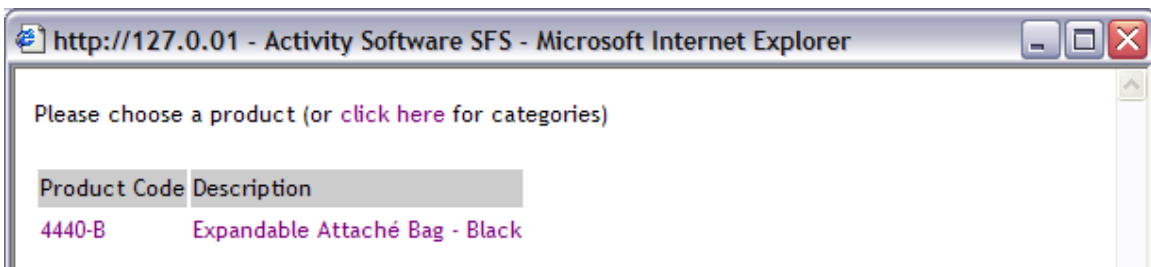 http://127.0.01 - Activity Software SFS - Microsoft Internet Explorer
Please choose a product (or click here for categories)
Product Code Description
4440-B Expandable Attaché Bag - Black